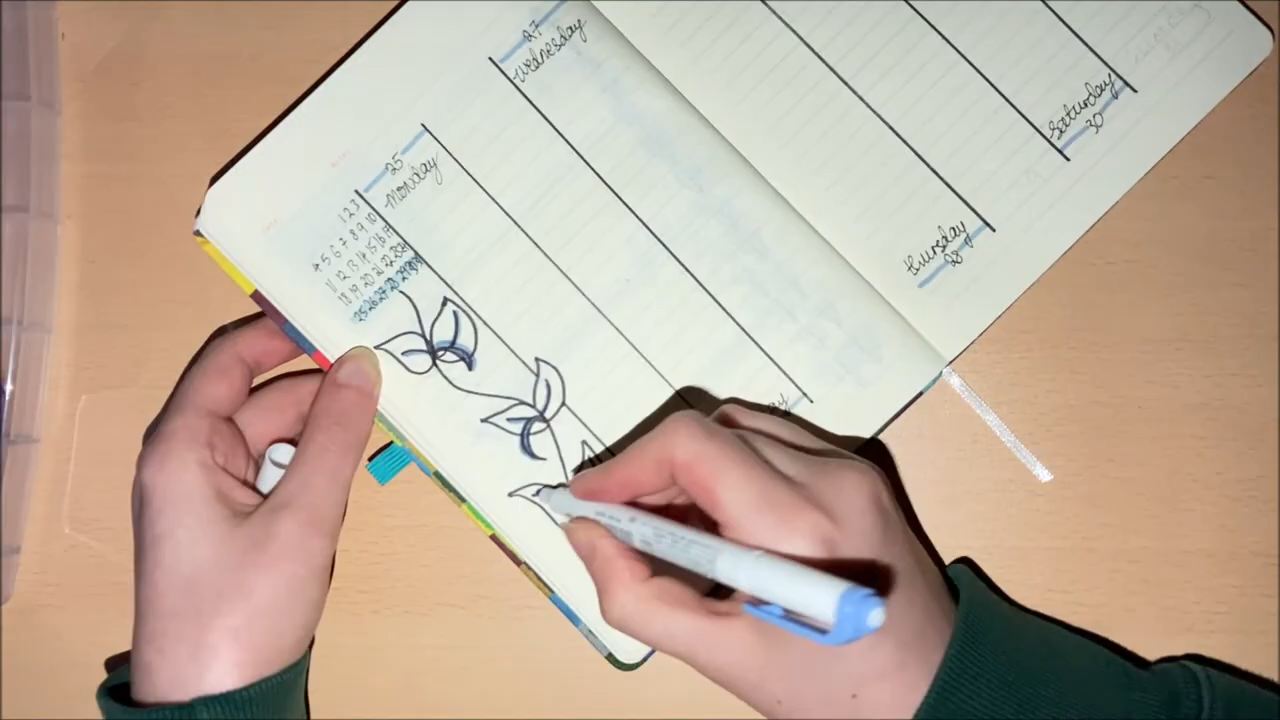 1 2 3
4 5 6 7 8 9 10
11 12 13 14 15 16 17
18 19 20 21 22 23 24
25 26 27 28 29 30 31
25
Monday
27
Wednesday
ay
Thursday
28
Saturday
30